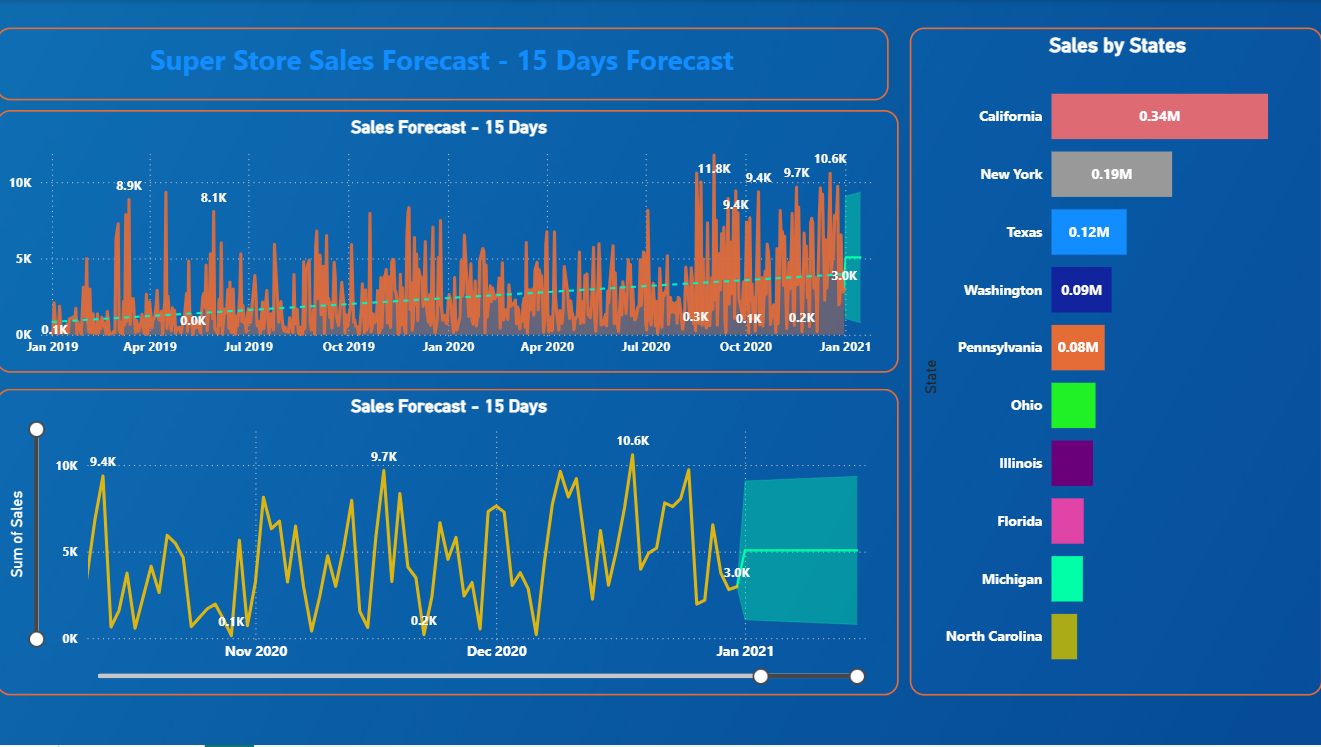 Super Store Sales Forecast - 15 Days Forecast
Sales Forecast - 15 Days
10K
5K
0K
8.9K
8.1K
11.8K
9.4K
9.4K
9.7K
10.6K
3.0K
0.1K
0.0K
0.3K
0.1K
0.2K
Jan 2019 Apr 2019 Jul 2019 Oct 2019 Jan 2020 Apr 2020 Jul 2020 Oct 2020 Jan 2021
Sales Forecast - 15 Days
Sum of Sales
10K
5K
0K
9.4K
9.7K
10.6K
3.0K
0.1K
0.2K
Nov 2020 Dec 2020 Jan 2021
Sales by States
State
California 0.34M
New York 0.19M
Texas 0.12M
Washington 0.09M
Pennsylvania 0.08M
Ohio
Illinois
Florida
Michigan
North Carolina